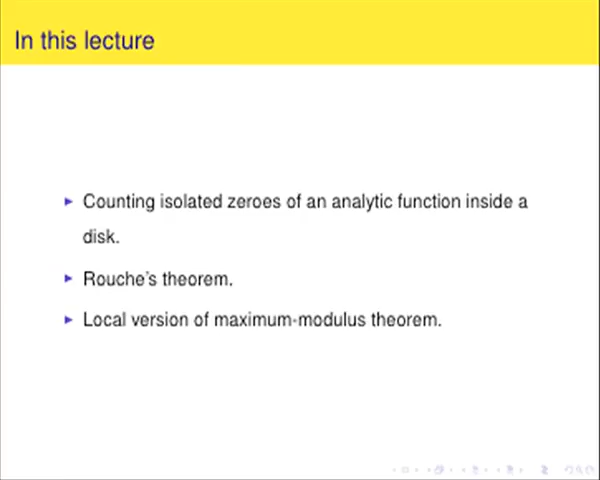 In this lecture
Counting isolated zeroes of an analytic function inside a
disk.
Rouche's theorem.
Local version of maximum-modulus theorem.